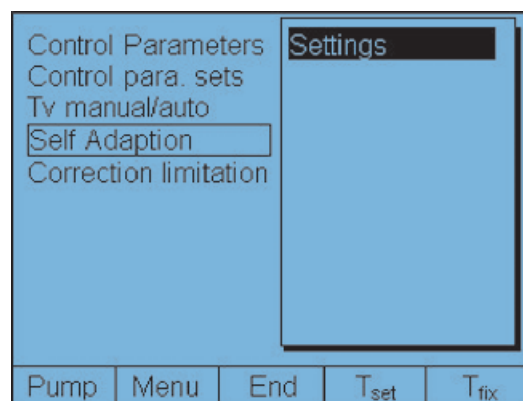 Control Parameters
Control para. sets
Tv manual/auto
Self Adaption
Correction limitation
Settings
Pump Menu End Tset Tfix